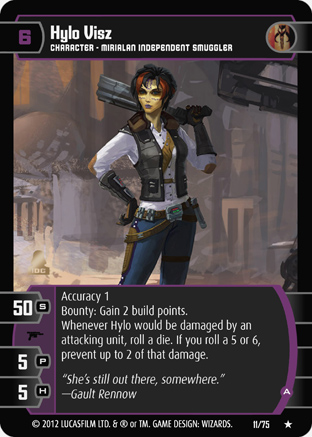 6 Hylo Visz
CHARACTER - MIRIALAN INDEPENDENT SMUGGLER
50 S
5 P
5 H
Accuracy 1
Bounty: Gain 2 build points.
Whenever Hylo would be damaged by an
attacking unit, roll a die. If you roll a 5 or 6,
prevent up to 2 of that damage.
“She's still out there, somewhere.”
—Gault Rennow
A
© 2012 LUCASFILM LTD. & ® or TM. GAME DESIGN: WIZARDS. 11/75 ★